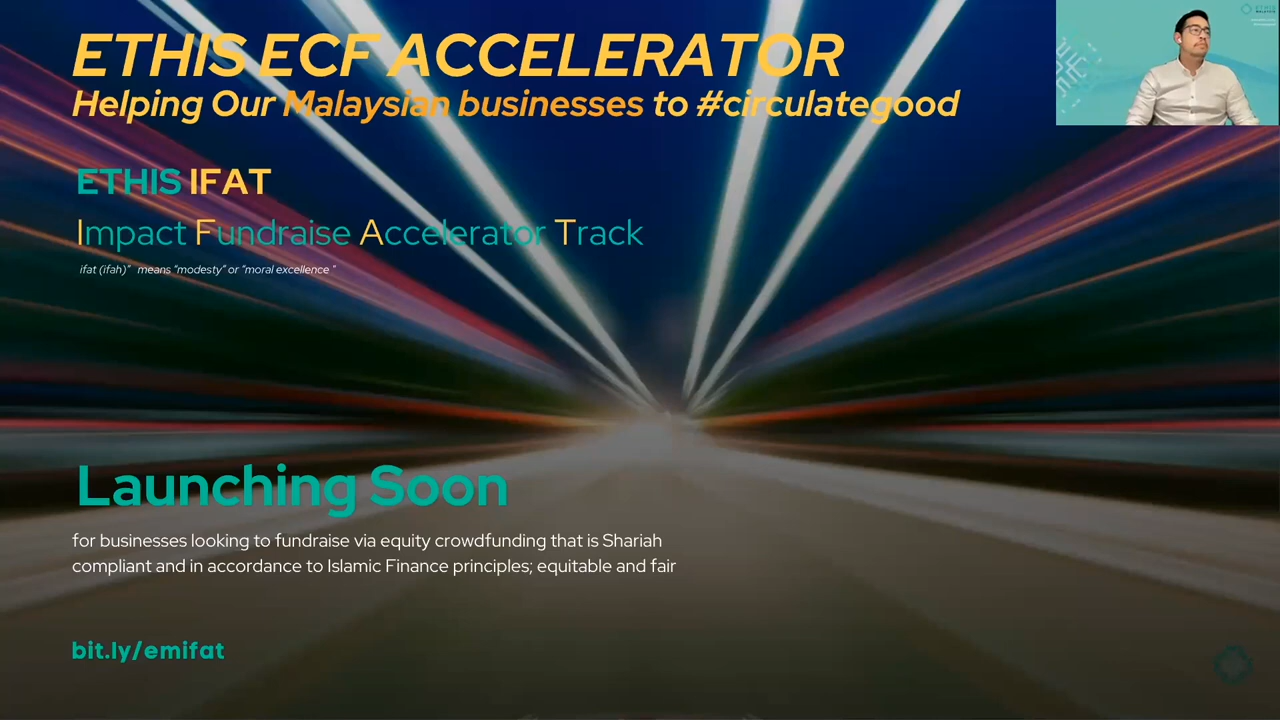 ETHIS ECF ACCELERATOR
Helping Our Malaysian businesses to #circulategood
ETHIS IFAT
Impact Fundraise Accelerator Track
ifat (ifah)" means "modesty" or "moral excellence "
Launching Soon
for businesses looking to fundraise via equity crowdfunding that is Shariah
compliant and in accordance to Islamic Finance principles; equitable and fair
bit.ly/emifat
ETHIS
MALAYSIA